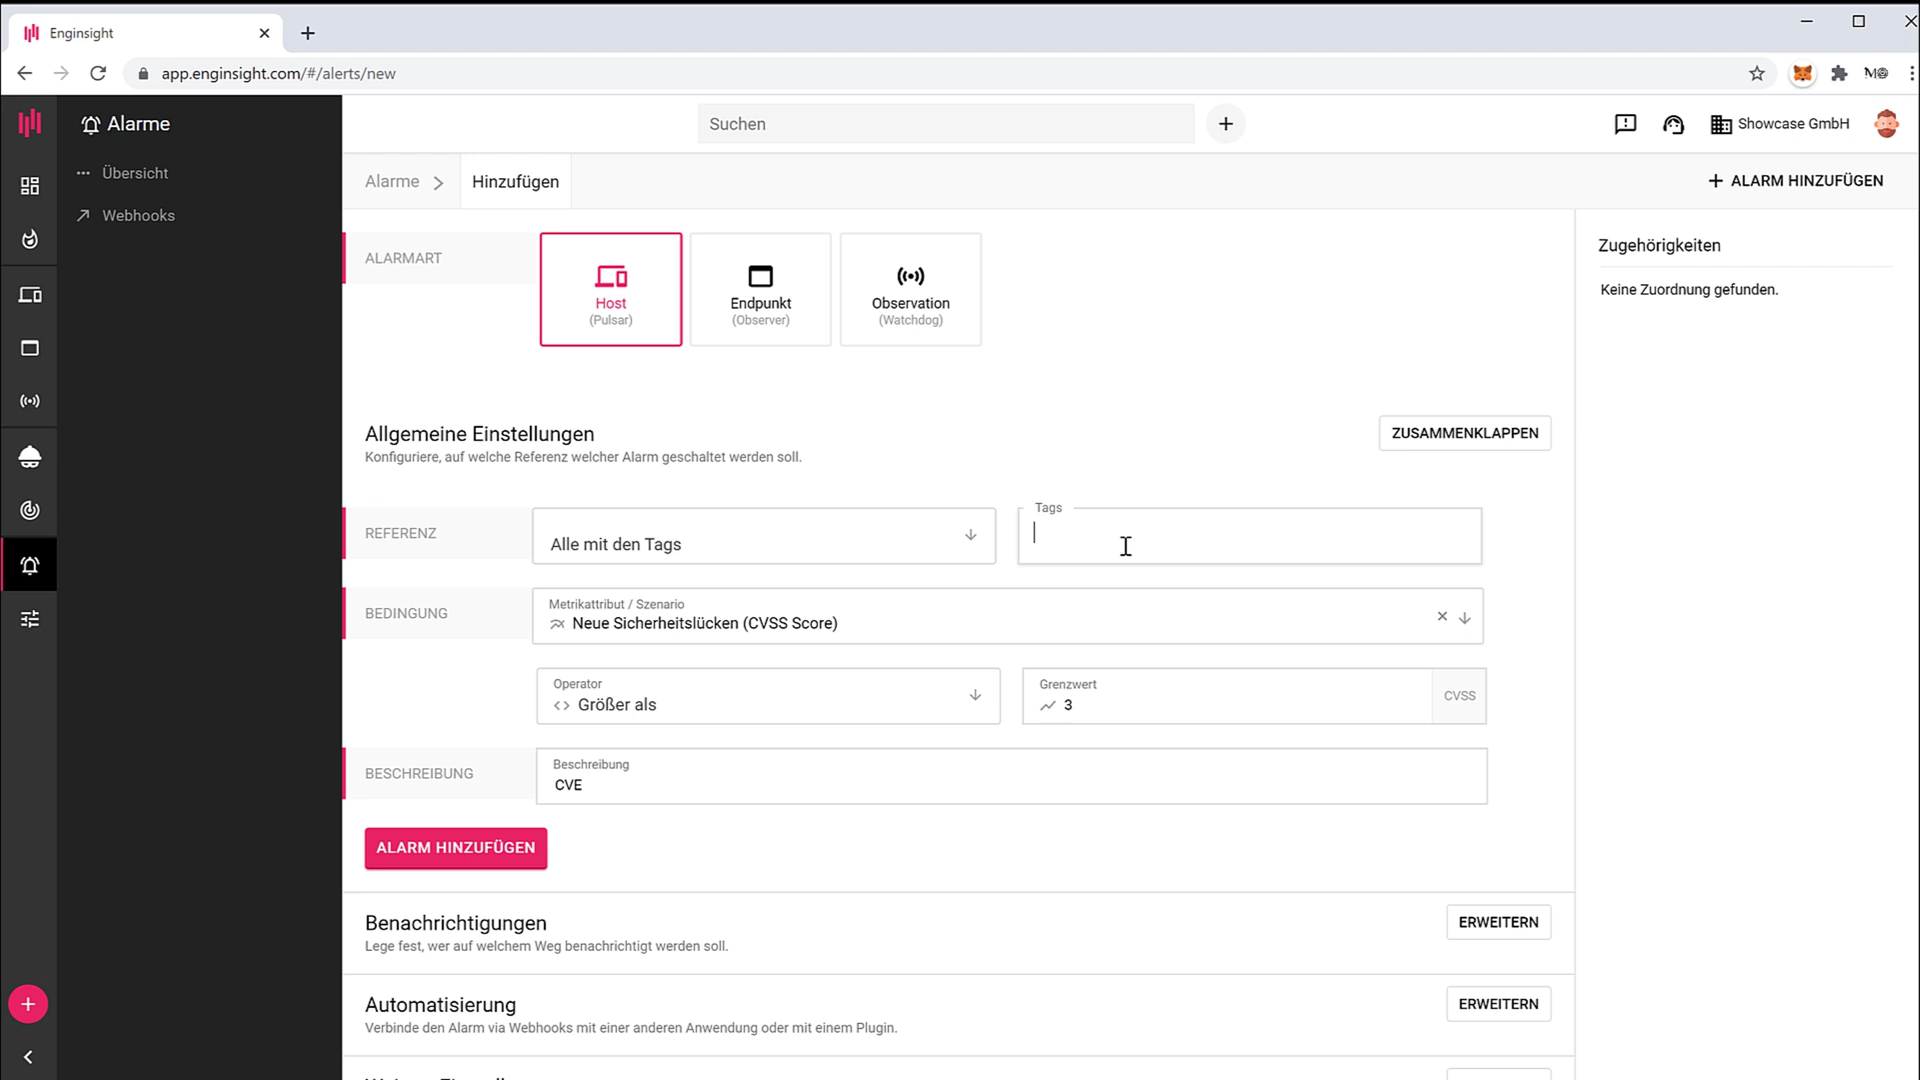 Enginsight
app.enginsight.com/#/alerts/new
Alarme
Suchen
Showcase GmbH
Übersicht
Webhooks
Alarme
Hinzufügen
ALARM HINZUFÜGEN
ALARMART
Host
(Pulsar)
Endpunkt
(Observer)
Observation
(Watchdog)
Zugehörigkeiten
Keine Zuordnung gefunden.
Allgemeine Einstellungen
Konfiguriere, auf welche Referenz welcher Alarm geschaltet werden soll.
ZUSAMMENKLAPPEN
REFERENZ
Alle mit den Tags
Tags
BEDINGUNG
Metrikattribut / Szenario
Neue Sicherheitslücken (CVSS Score)
Operator
Größer als
Grenzwert
3
CVSS
BESCHREIBUNG
Beschreibung
CVE
ALARM HINZUFÜGEN
Benachrichtigungen
Lege fest, wer auf welchem Weg benachrichtigt werden soll.
ERWEITERN
Automatisierung
Verbinde den Alarm via Webhooks mit einer anderen Anwendung oder mit einem Plugin.
ERWEITERN